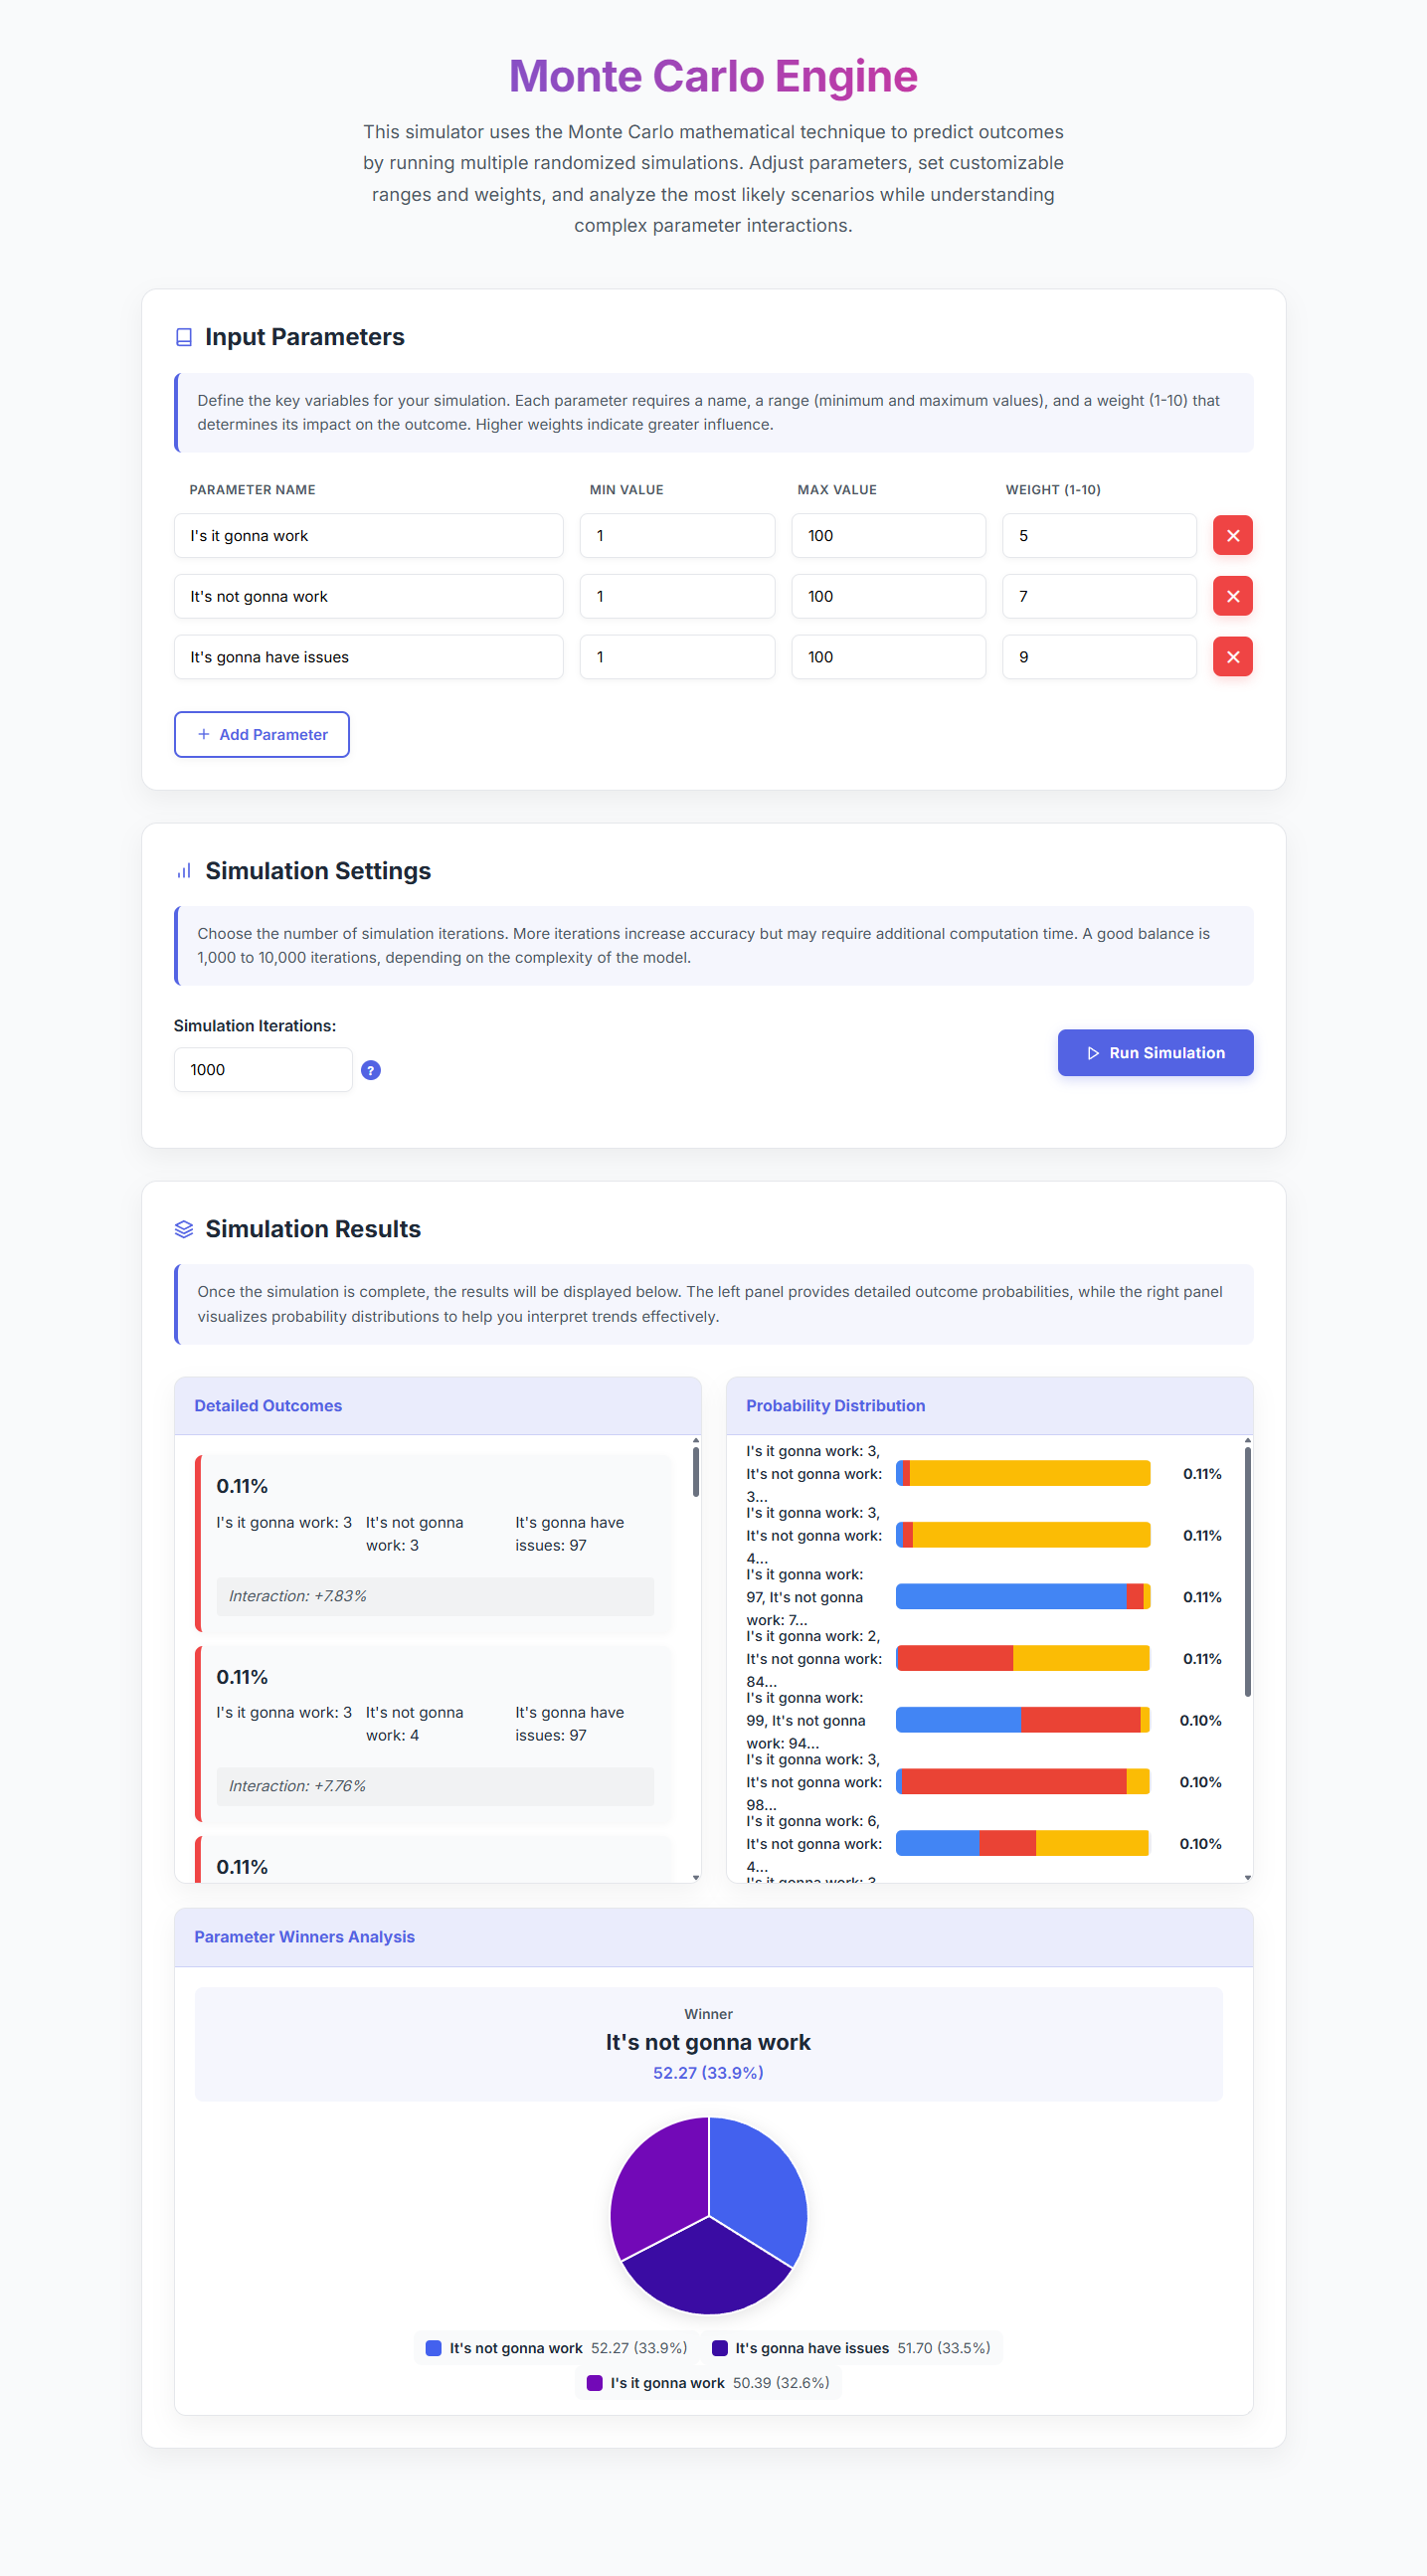 Monte Carlo Engine
This simulator uses the Monte Carlo mathematical technique to predict outcomes
by running multiple randomized simulations. Adjust parameters, set customizable
ranges and weights, and analyze the most likely scenarios while understanding
complex parameter interactions.
Input Parameters
Define the key variables for your simulation. Each parameter requires a name, a range (minimum and maximum values), and a weight (1-10) that
determines its impact on the outcome. Higher weights indicate greater influence.
PARAMETER NAME MIN VALUE MAX VALUE WEIGHT (1-10)
I's it gonna work 1 100 5
It's not gonna work 1 100 7
It's gonna have issues 1 100 9
Add Parameter
Simulation Settings
Choose the number of simulation iterations. More iterations increase accuracy but may require additional computation time. A good balance is
1,000 to 10,000 iterations, depending on the complexity of the model.
Simulation Iterations:
1000 ?
Run Simulation
Simulation Results
Once the simulation is complete, the results will be displayed below. The left panel provides detailed outcome probabilities, while the right panel
visualizes probability distributions to help you interpret trends effectively.
Detailed Outcomes
0.11%
I's it gonna work: 3 It's not gonna It's gonna have
work: 3 issues: 97
Interaction: +7.83%
0.11%
I's it gonna work: 3 It's not gonna It's gonna have
work: 4 issues: 97
Interaction: +7.76%
0.11%
Probability Distribution
I's it gonna work: 3,
It's not gonna work: 0.11%
3...
I's it gonna work: 3,
It's not gonna work: 0.11%
4...
I's it gonna work:
97, It's not gonna 0.11%
work: 7...
I's it gonna work: 2,
It's not gonna work: 0.11%
84...
I's it gonna work:
99, It's not gonna 0.10%
work: 94...
I's it gonna work: 3,
It's not gonna work: 0.10%
98...
I's it gonna work: 6,
It's not gonna work: 0.10%
4...
Parameter Winners Analysis
Winner
It's not gonna work
52.27 (33.9%)
It's not gonna work 52.27 (33.9%) It's gonna have issues 51.70 (33.5%)
I's it gonna work 50.39 (32.6%)